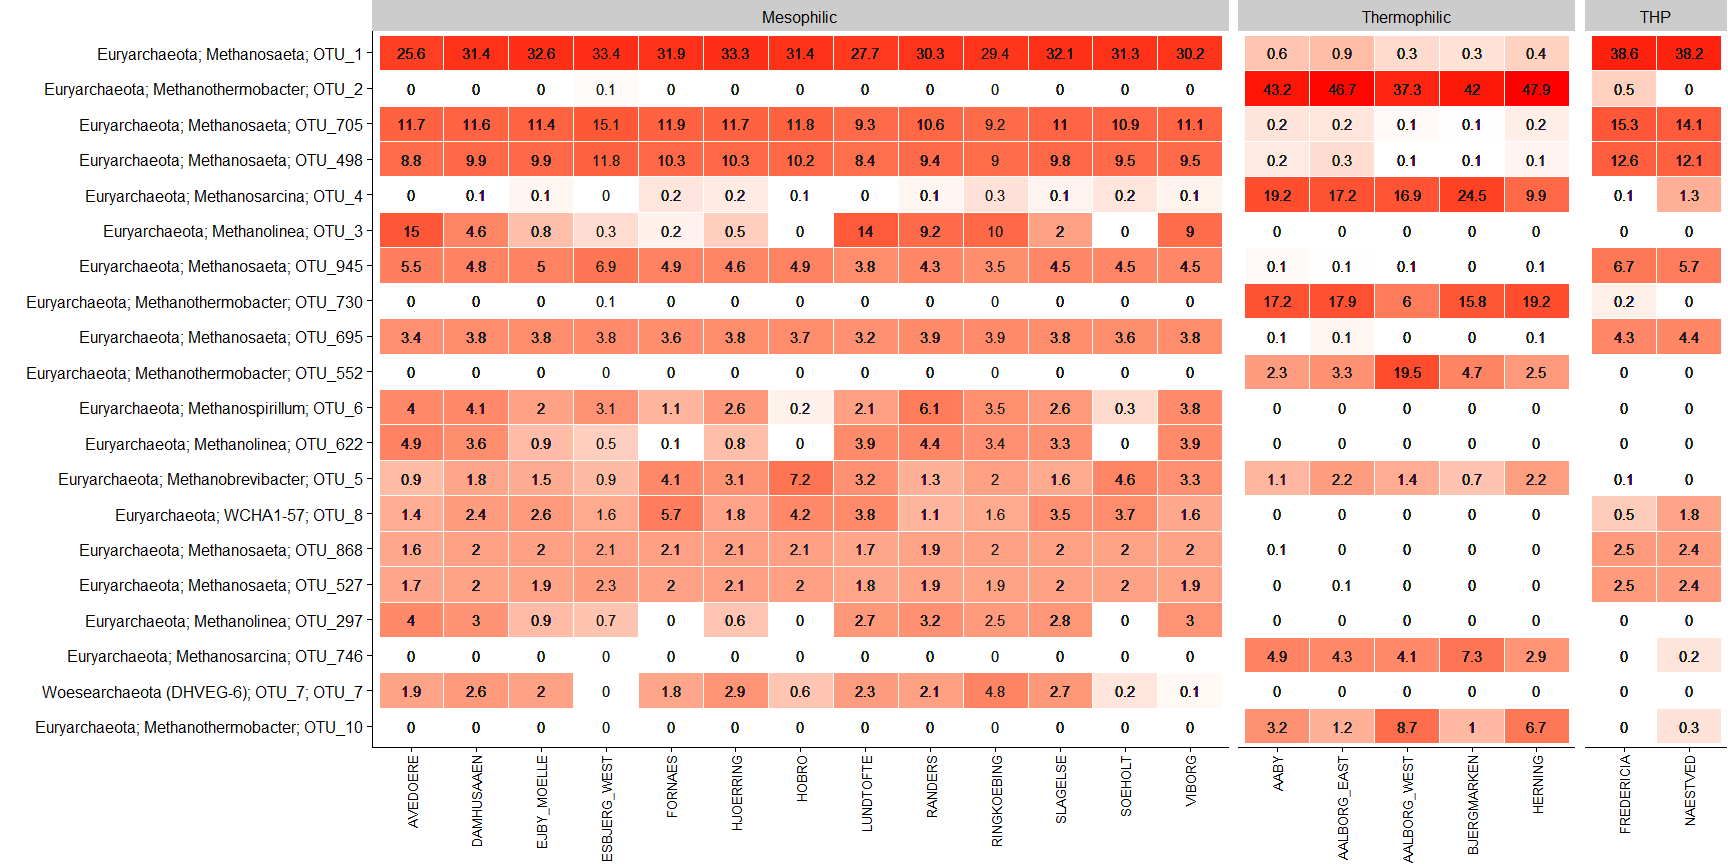 Mesophilic Thermophilic THP
Euryarchaeota; Methanosaeta; OTU_1 25.6 31.4 32.6 33.4 31.9 33.3 31.4 27.7 30.3 29.4 32.1 31.3 30.2 0.6 0.9 0.3 0.3 0.4 38.6 38.2
Euryarchaeota; Methanothermobacter; OTU_2 0 0 0 0.1 0 0 0 0 0 0 0 0 0 43.2 46.7 37.3 42 47.9 0.5 0
Euryarchaeota; Methanosaeta; OTU_705 11.7 11.6 11.4 15.1 11.9 11.7 11.8 9.3 10.6 9.2 11 10.9 11.1 0.2 0.2 0.1 0.1 0.2 15.3 14.1
Euryarchaeota; Methanosaeta; OTU_498 8.8 9.9 9.9 11.8 10.3 10.3 10.2 8.4 9.4 9 9.8 9.5 9.5 0.2 0.3 0.1 0.1 0.1 12.6 12.1
Euryarchaeota; Methanosarcina; OTU_4 0 0.1 0.1 0 0.2 0.2 0.1 0 0.1 0.3 0.1 0.2 0.1 19.2 17.2 16.9 24.5 9.9 0.1 1.3
Euryarchaeota; Methanolinea; OTU_3 15 4.6 0.8 0.3 0.2 0.5 0 14 9.2 10 2 0 9 0 0 0 0 0 0 0
Euryarchaeota; Methanosaeta; OTU_945 5.5 4.8 5 6.9 4.9 4.6 4.9 3.8 4.3 3.5 4.5 4.5 4.5 0.1 0.1 0.1 0 0.1 6.7 5.7
Euryarchaeota; Methanothermobacter; OTU_730 0 0 0 0.1 0 0 0 0 0 0 0 0 0 17.2 17.9 6 15.8 19.2 0.2 0
Euryarchaeota; Methanosaeta; OTU_695 3.4 3.8 3.8 3.8 3.6 3.8 3.7 3.2 3.9 3.9 3.8 3.6 3.8 0.1 0.1 0 0 0.1 4.3 4.4
Euryarchaeota; Methanothermobacter; OTU_552 0 0 0 0 0 0 0 0 0 0 0 0 0 2.3 3.3 19.5 4.7 2.5 0 0
Euryarchaeota; Methanospirillum; OTU_6 4 4.1 2 3.1 1.1 2.6 0.2 2.1 6.1 3.5 2.6 0.3 3.8 0 0 0 0 0 0 0
Euryarchaeota; Methanolinea; OTU_622 4.9 3.6 0.9 0.5 0.1 0.8 0 3.9 4.4 3.4 3.3 0 3.9 0 0 0 0 0 0 0
Euryarchaeota; Methanobrevibacter; OTU_5 0.9 1.8 1.5 0.9 4.1 3.1 7.2 3.2 1.3 2 1.6 4.6 3.3 1.1 2.2 1.4 0.7 2.2 0.1 0
Euryarchaeota; WCHA1-57; OTU_8 1.4 2.4 2.6 1.6 5.7 1.8 4.2 3.8 1.1 1.6 3.5 3.7 1.6 0 0 0 0 0 0.5 1.8
Euryarchaeota; Methanosaeta; OTU_868 1.6 2 2 2.1 2.1 2.1 2.1 1.7 1.9 2 2 2 2 0.1 0 0 0 0 2.5 2.4
Euryarchaeota; Methanosaeta; OTU_527 1.7 2 1.9 2.3 2 2.1 2 1.8 1.9 1.9 2 2 1.9 0 0.1 0 0 0 2.5 2.4
Euryarchaeota; Methanolinea; OTU_297 4 3 0.9 0.7 0 0.6 0 2.7 3.2 2.5 2.8 0 3 0 0 0 0 0 0 0
Euryarchaeota; Methanosarcina; OTU_746 0 0 0 0 0 0 0 0 0 0 0 0 0 4.9 4.3 4.1 7.3 2.9 0 0.2
Woesearchaeota (DHVEG-6); OTU_7; OTU_7 1.9 2.6 2 0 1.8 2.9 0.6 2.3 2.1 4.8 2.7 0.2 0.1 0 0 0 0 0 0 0
Euryarchaeota; Methanothermobacter; OTU_10 0 0 0 0 0 0 0 0 0 0 0 0 0 3.2 1.2 8.7 1 6.7 0 0.3
AVEDOERE DAMHUSAAEN EJBY_MOELLE ESBJERG_WEST FORNAES HJOERRING HOBRO LUNDTOFTE RANDERS RINGKOEBING SLAGELSE SOEHOLT VIBORG AABY AALBORG_EAST AALBORG_WEST BJERGMARKEN HERNING FREDERICIA NAESTVED